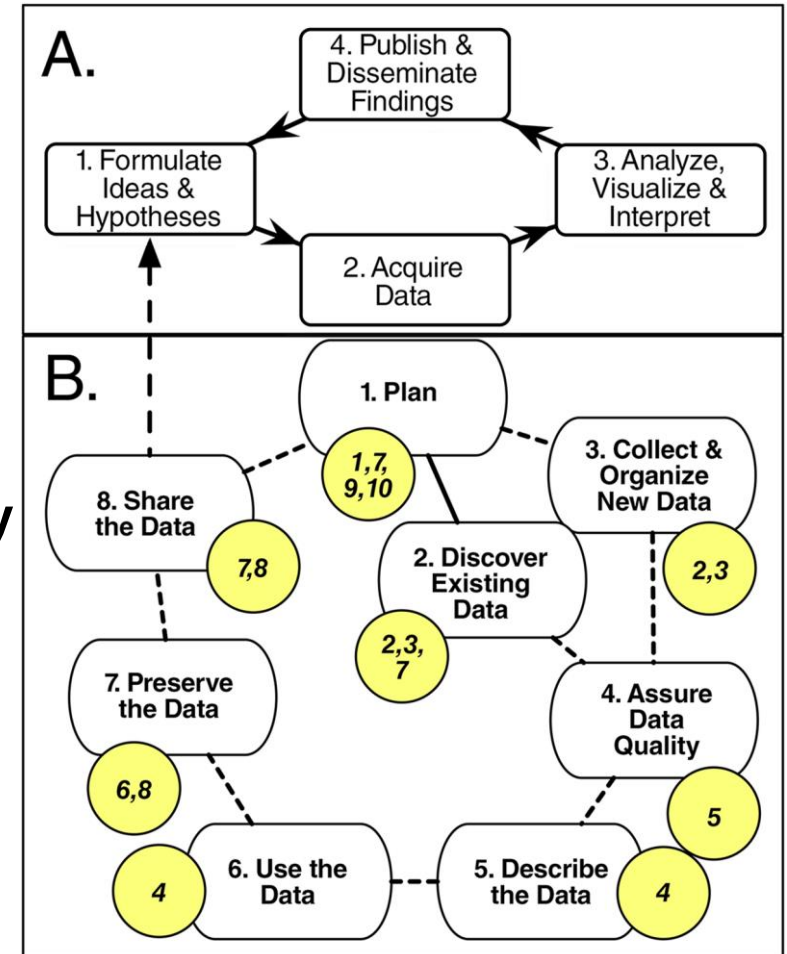 A.
4. Publish &
Disseminate
Findings
1. Formulate
Ideas &
Hypotheses
3. Analyze,
Visualize &
Interpret
2. Acquire
Data
B.
1. Plan
1,7,
9,10
3. Collect &
Organize
New Data
2,3
8. Share
the Data
7,8
2. Discover
Existing
Data
2,3,
7
7. Preserve
the Data
6,8
4. Assure
Data
Quality
5
6. Use the
Data
4
5. Describe
the Data
4
y